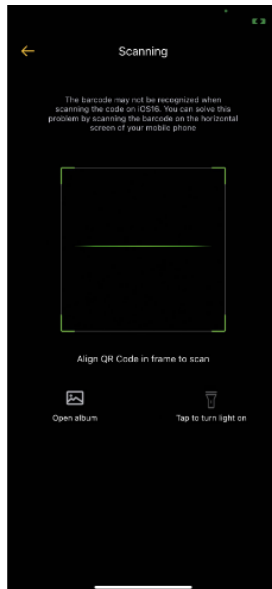 Scanning
The barcode may not be recognized when
scanning the code on iOS16. You can solve this
problem by scanning the barcode on the horizontal
screen of your mobile phone
Align QR Code in frame to scan
Open album
Tap to turn light on